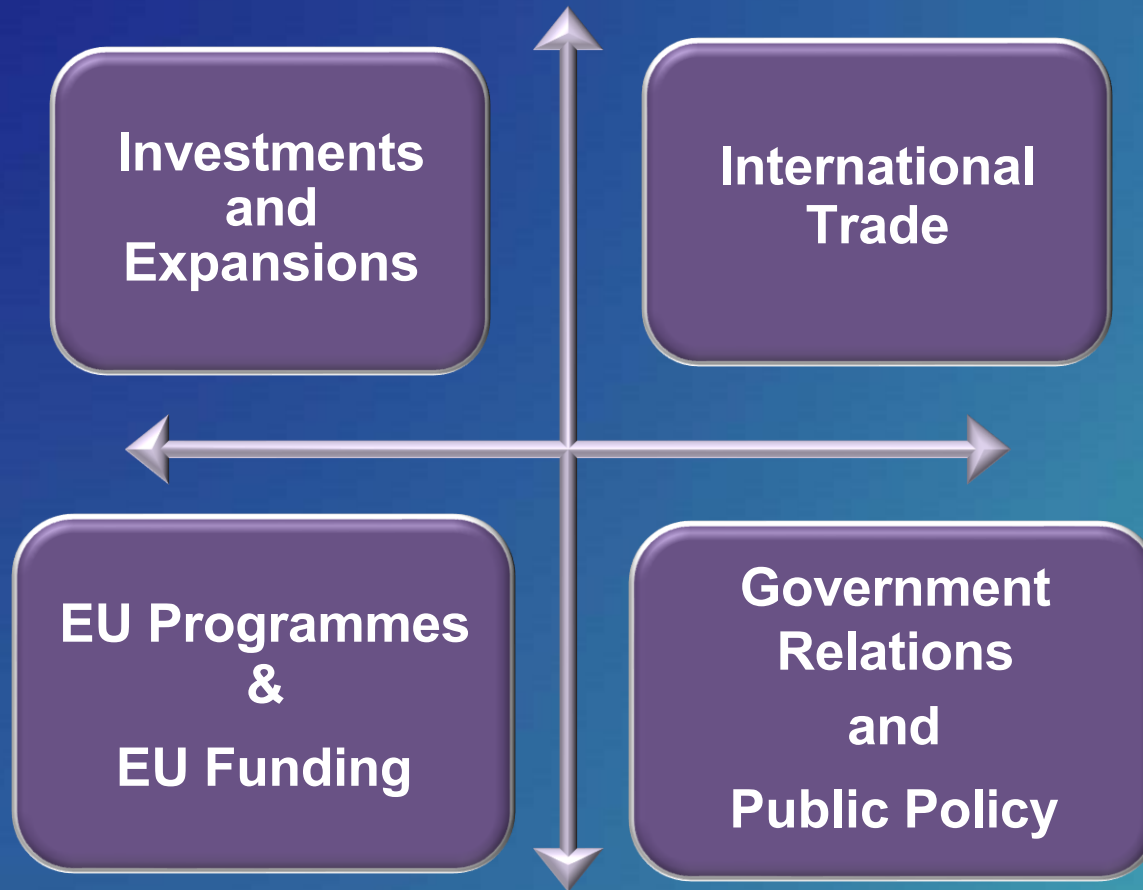 Investments
and
Expansions
International
Trade
EU Programmes
&
EU Funding
Government
Relations
and
Public Policy